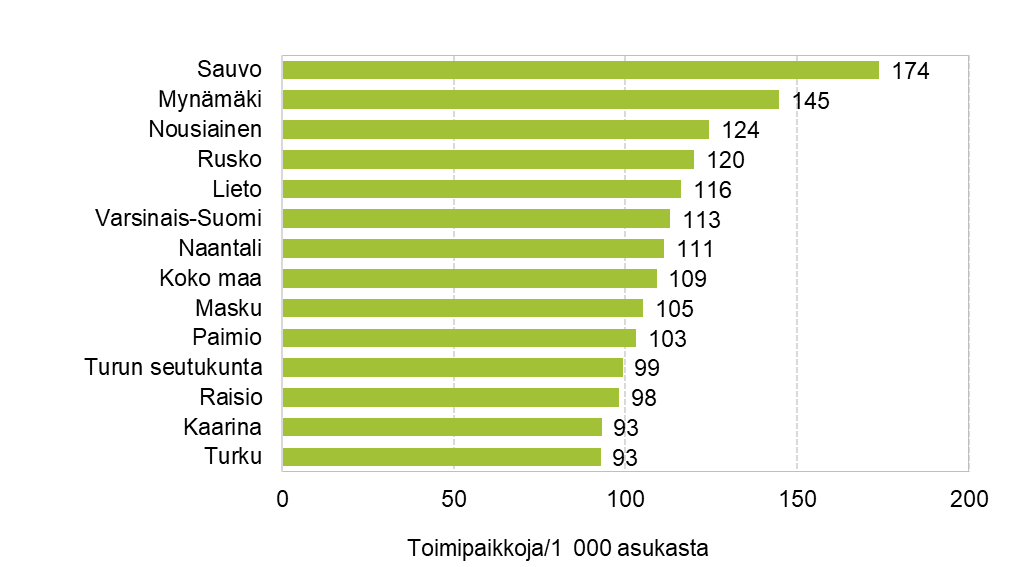 Sauvo 174
Mynämäki 145
Nousiainen 124
Rusko 120
Lieto 116
Varsinais-Suomi 113
Naantali 111
Koko maa 109
Masku 105
Paimio 103
Turun seutukunta 99
Raisio 98
Kaarina 93
Turku 93
0 50 100 150 200
Toimipaikkoja/1 000 asukasta